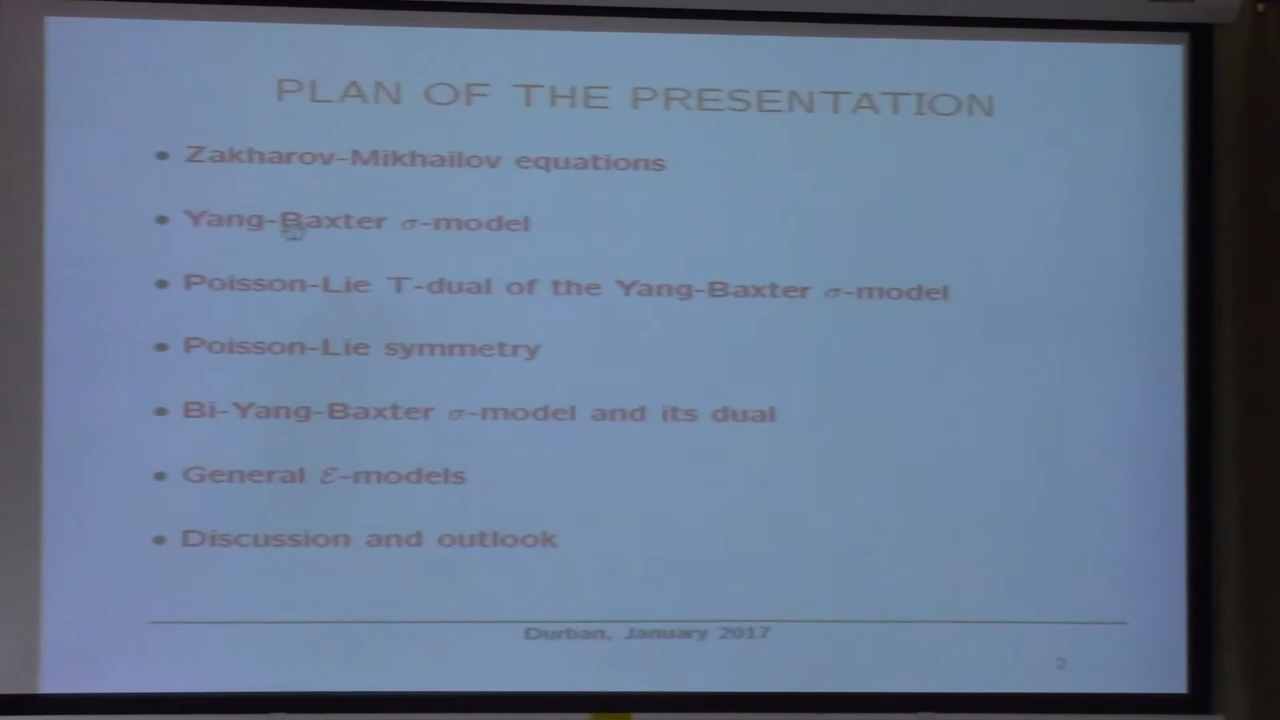 PLAN OF THE PRESENTATION
• Zakharov-Mikhailov equations
• Yang-Baxter σ-model
• Poisson-Lie T-dual of the Yang-Baxter σ-model
• Poisson-Lie symmetry
• Bi-Yang-Baxter σ-model and its dual
• General ℰ-models
• Discussion and outlook
Durban, January 2017
2